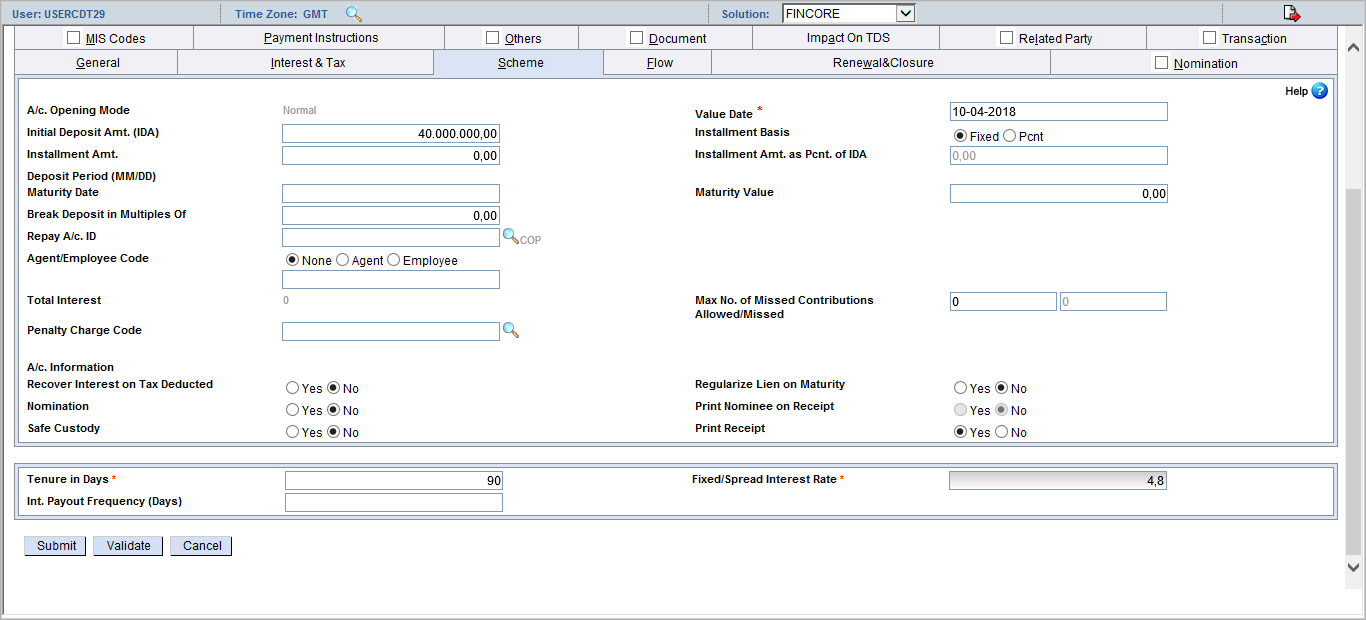 User: USERCDT29 Time Zone: GMT Solution: FINCORE
MIS Codes Payment Instructions Others Document Impact On TDS Related Party Transaction
General Interest & Tax Scheme Flow Renewal&Closure Nomination
Help ?
A/c. Opening Mode Normal Value Date * 10-04-2018
Initial Deposit Amt. (IDA) 40.000.000,00 Installment Basis Fixed Pcnt
Installment Amt. 0,00 Installment Amt. as Pcnt. of IDA 0,00
Deposit Period (MM/DD)
Maturity Date Maturity Value 0,00
Break Deposit in Multiples Of 0,00
Repay A/c. ID COP
Agent/Employee Code None Agent Employee
Total Interest 0 Max No. of Missed Contributions 0 0
Allowed/Missed
Penalty Charge Code
A/c. Information
Recover Interest on Tax Deducted Yes No Regularize Lien on Maturity Yes No
Nomination Yes No Print Nominee on Receipt Yes No
Safe Custody Yes No Print Receipt Yes No
Tenure in Days * 90 Fixed/Spread Interest Rate * 4,8
Int. Payout Frequency (Days)
Submit Validate Cancel